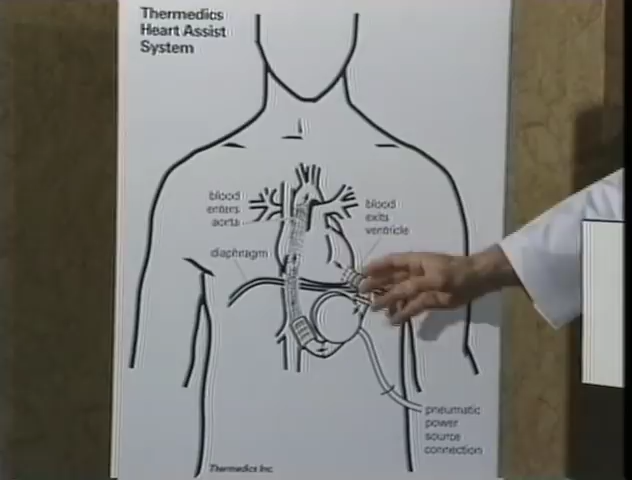 Thermedics
Heart Assist
System
blood
enters
aorta
blood
exits
ventricle
diaphragm
pneumatic
power
source
connection
Thermedics Inc.